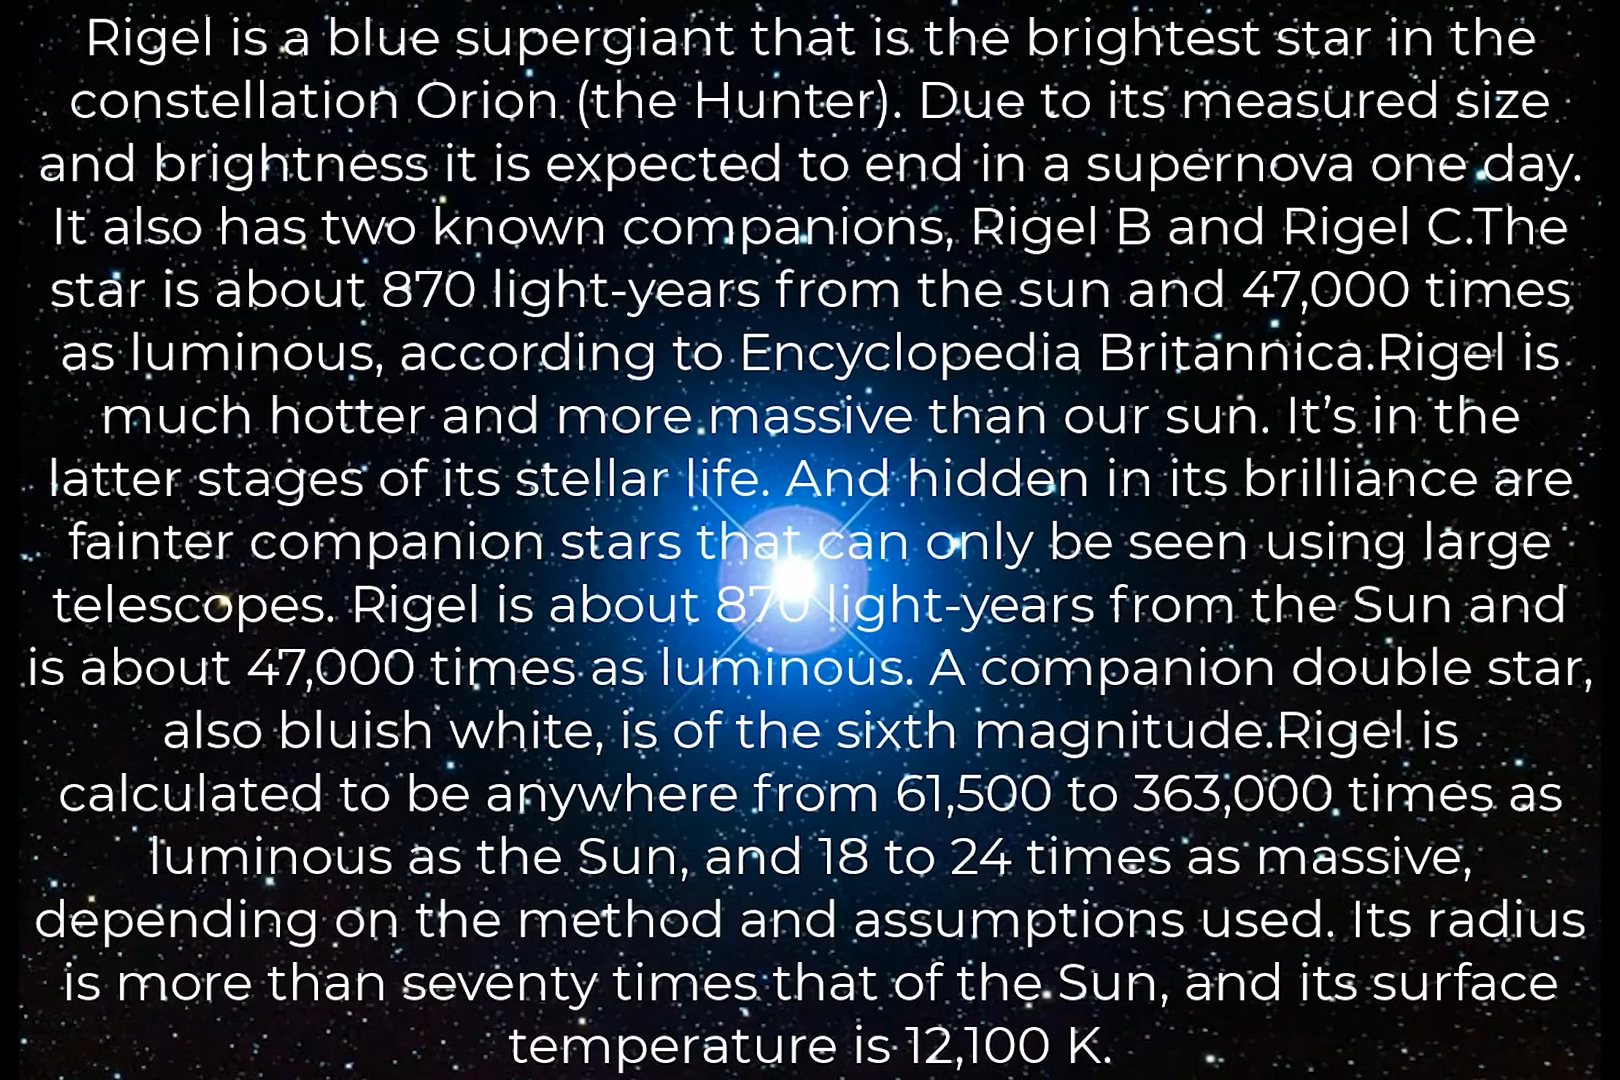 Rigel is a blue supergiant that is the brightest star in the
constellation Orion (the Hunter). Due to its measured size
and brightness it is expected to end in a supernova one day.
It also has two known companions, Rigel B and Rigel C.The
star is about 870 light-years from the sun and 47,000 times
as luminous, according to Encyclopedia Britannica.Rigel is
much hotter and more massive than our sun. It’s in the
latter stages of its stellar life. And hidden in its brilliance are
fainter companion stars that can only be seen using large
telescopes. Rigel is about 870 light-years from the Sun and
is about 47,000 times as luminous. A companion double star,
also bluish white, is of the sixth magnitude.Rigel is
calculated to be anywhere from 61,500 to 363,000 times as
luminous as the Sun, and 18 to 24 times as massive,
depending on the method and assumptions used. Its radius
is more than seventy times that of the Sun, and its surface
temperature is 12,100 K.